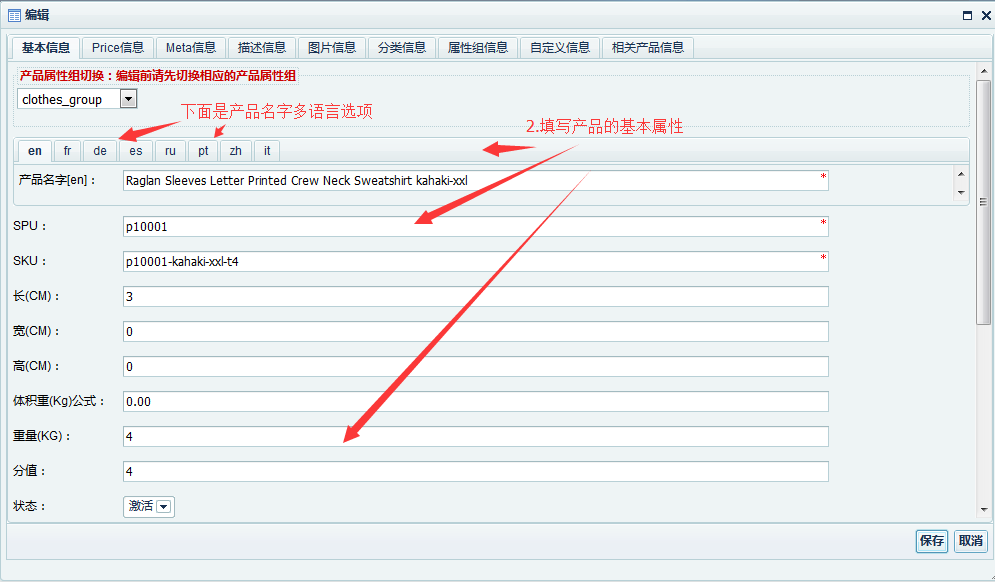 编辑
基本信息 Price信息 Meta信息 描述信息 图片信息 分类信息 属性组信息 自定义信息 相关产品信息
产品属性组切换：编辑前请先切换相应的产品属性组
clothes_group
下面是产品名字多语言选项
2.填写产品的基本属性
en fr de es ru pt zh it
产品名字[en]： Raglan Sleeves Letter Printed Crew Neck Sweatshirt kahaki-xxl *
SPU： p10001 *
SKU： p10001-kahaki-xxl-t4 *
长(CM)： 3
宽(CM)： 0
高(CM)： 0
体积重(Kg)公式： 0.00
重量(KG)： 4
分值： 4
状态： 激活
保存 取消